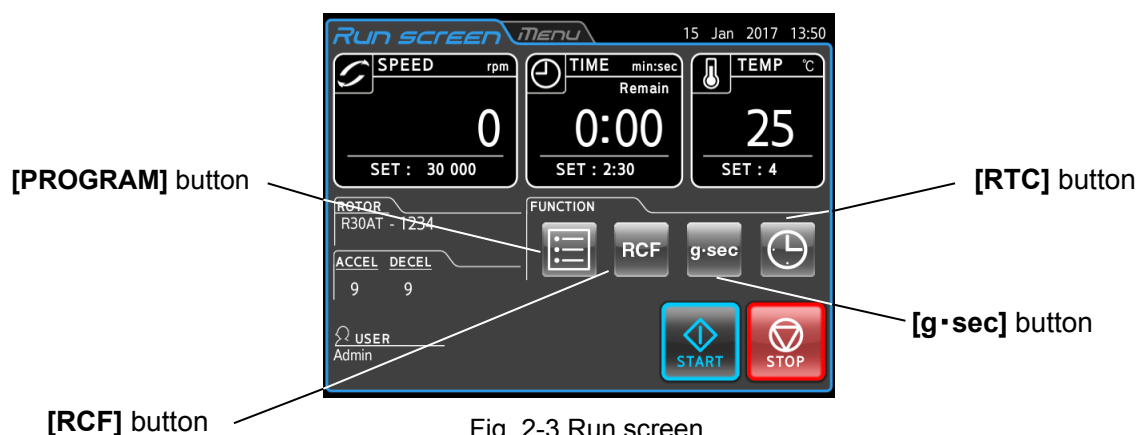 Run screen Menu 15 Jan 2017 13:50
SPEED rpm
0
SET : 30 000
TIME min:sec
Remain
0:00
SET : 2:30
TEMP ℃
25
SET : 4
[PROGRAM] button
[RTC] button
ROTOR
R30AT - 1234
FUNCTION
RCF
g·sec
ACCEL DECEL
9 9
[g·sec] button
USER
Admin
START
STOP
[RCF] button
Fig. 2-3 Run screen